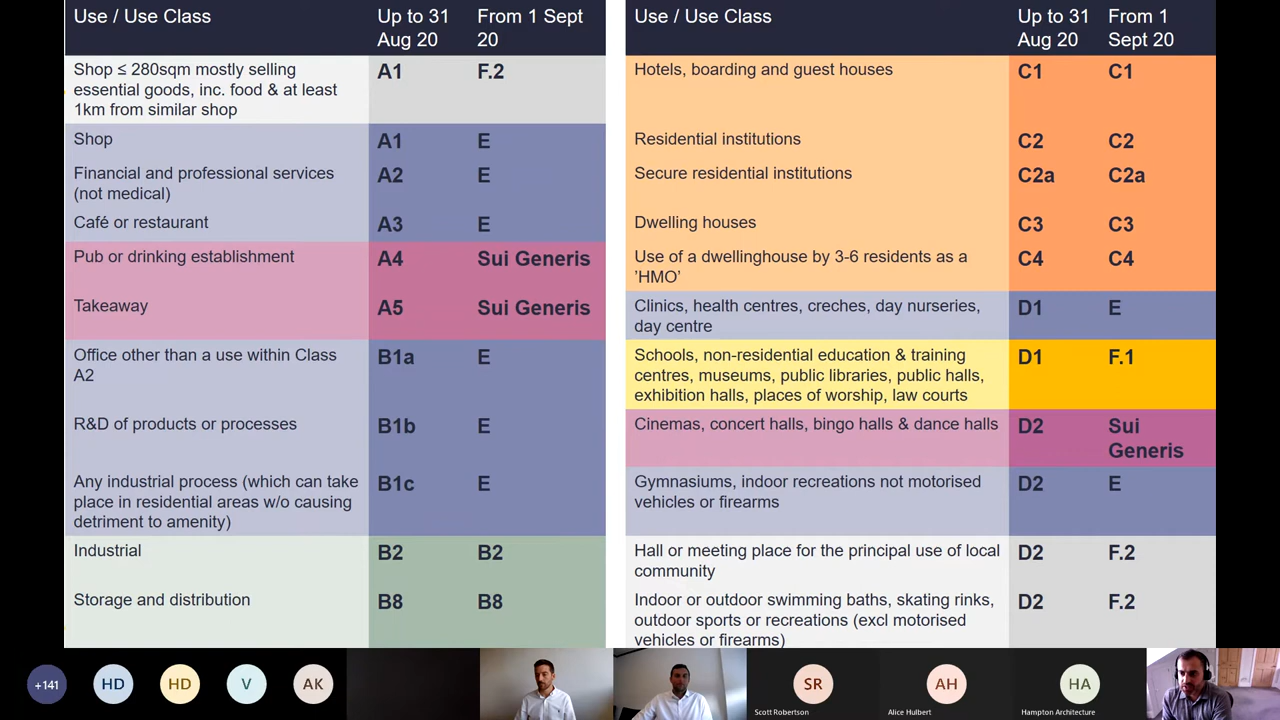 Use / Use Class Up to 31 From 1 Sept
Aug 20 20
Shop ≤ 280sqm mostly selling A1 F.2
essential goods, inc. food & at least
1km from similar shop
Shop A1 E
Financial and professional services A2 E
(not medical)
Café or restaurant A3 E
Pub or drinking establishment A4 Sui Generis
Takeaway A5 Sui Generis
Office other than a use within Class B1a E
A2
R&D of products or processes B1b E
Any industrial process (which can take B1c E
place in residential areas w/o causing
detriment to amenity)
Industrial B2 B2
Storage and distribution B8 B8
Use / Use Class Up to 31 From 1
Aug 20 Sept 20
Hotels, boarding and guest houses C1 C1
Residential institutions C2 C2
Secure residential institutions C2a C2a
Dwelling houses C3 C3
Use of a dwellinghouse by 3-6 residents as a C4 C4
’HMO’
Clinics, health centres, creches, day nurseries, D1 E
day centre
Schools, non-residential education & training D1 F.1
centres, museums, public libraries, public halls,
exhibition halls, places of worship, law courts
Cinemas, concert halls, bingo halls & dance halls D2 Sui
Generis
Gymnasiums, indoor recreations not motorised D2 E
vehicles or firearms
Hall or meeting place for the principal use of local D2 F.2
community
Indoor or outdoor swimming baths, skating rinks, D2 F.2
outdoor sports or recreations (excl motorised
vehicles or firearms)
+141 HD HD V AK SR AH HA
Scott Robertson Alice Hulbert Hampton Architecture